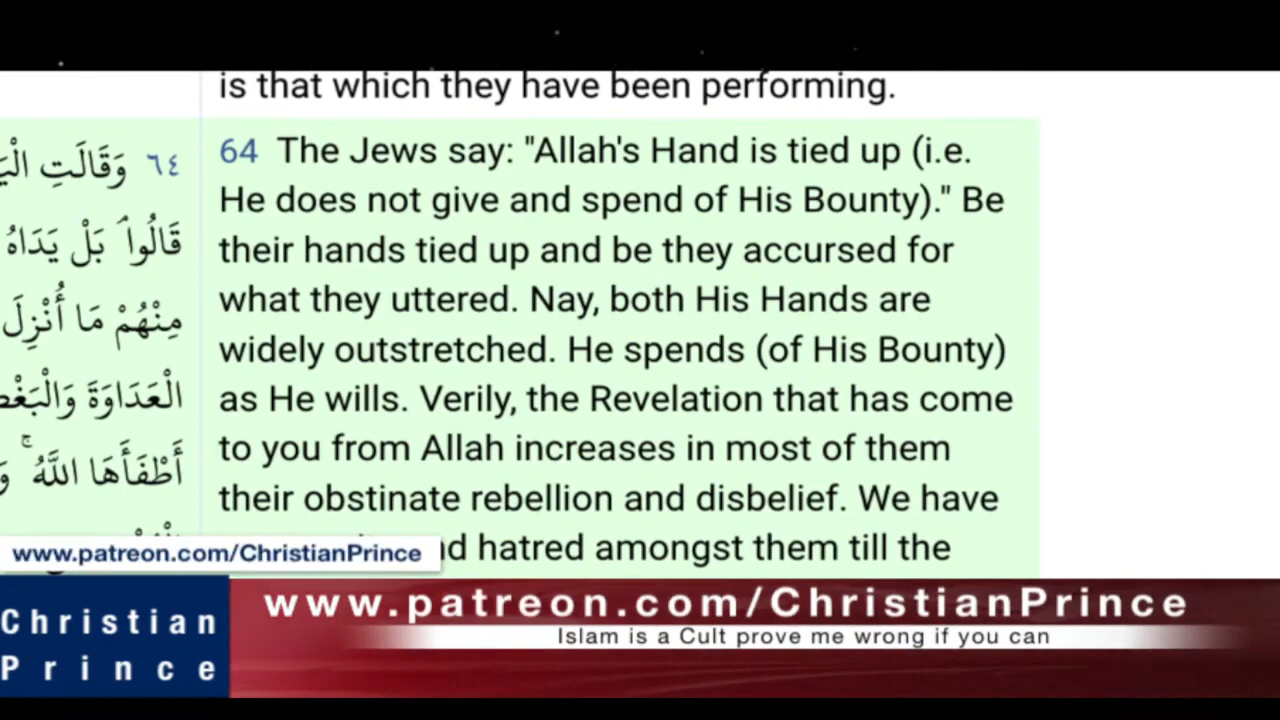 is that which they have been performing.
٦٤ وَقَالَتِ
قَالُواْ ۘ بَلْ يَدَاهُ
مِنْهُمْ مَا أُنْزِلَ
الْعَدَاوَةَ
أَطْفَأَهَا اللَّهُ ۚ
64 The Jews say: "Allah's Hand is tied up (i.e.
He does not give and spend of His Bounty)." Be
their hands tied up and be they accursed for
what they uttered. Nay, both His Hands are
widely outstretched. He spends (of His Bounty)
as He wills. Verily, the Revelation that has come
to you from Allah increases in most of them
their obstinate rebellion and disbelief. We have
hatred amongst them till the
www.patreon.com/ChristianPrince
Christian
Prince
www.patreon.com/ChristianPrince
Islam is a Cult prove me wrong if you can